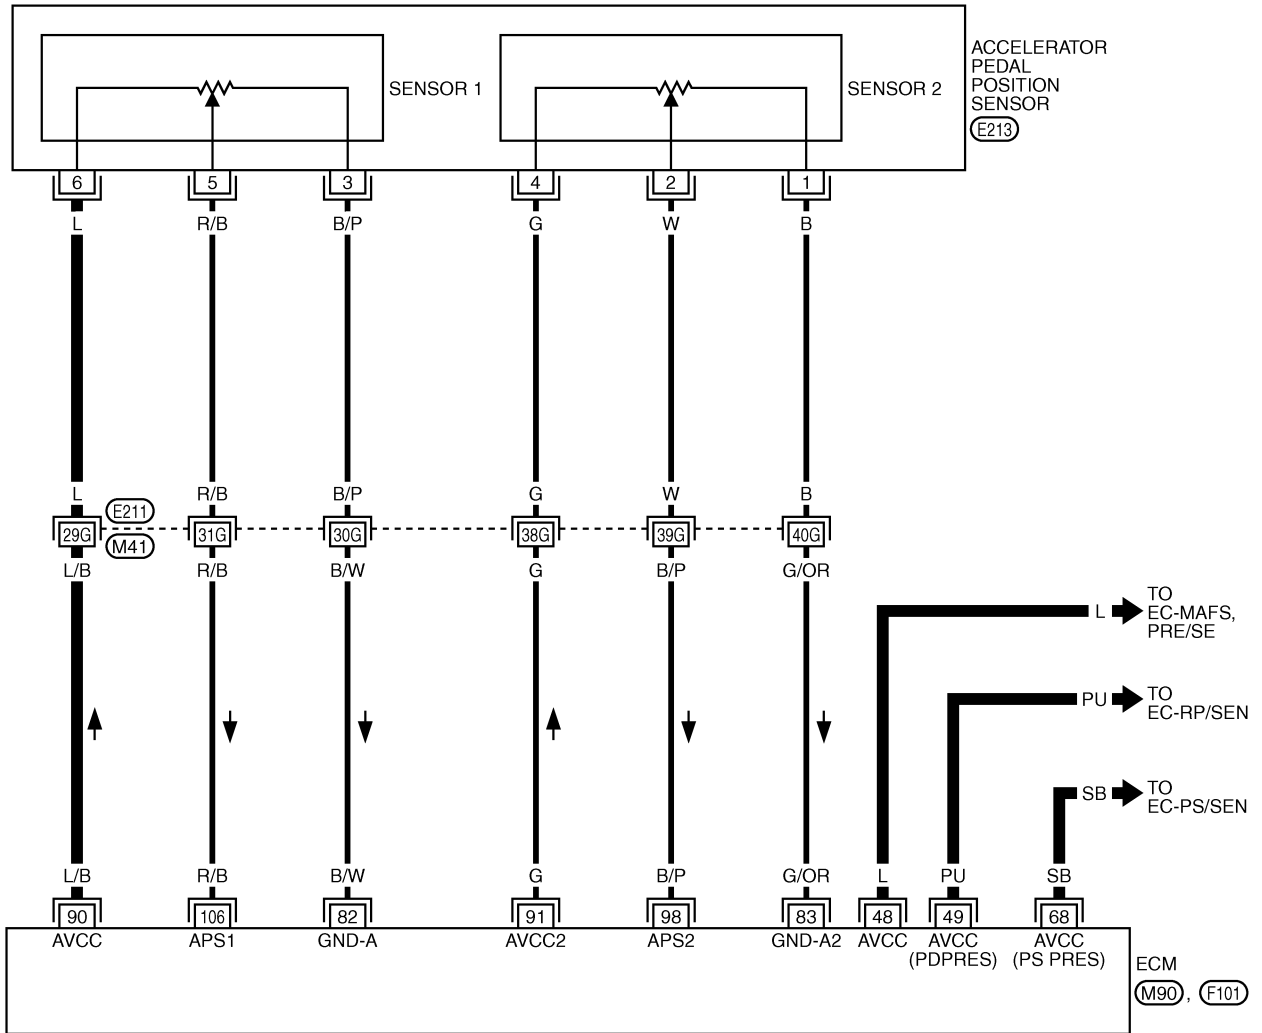 ACCELERATOR
PEDAL
POSITION
SENSOR
E213
SENSOR 1
SENSOR 2
6 5 3 4 2 1
L R/B B/P G W B
L R/B B/P G W B
E211
29G 31G 30G 38G 39G 40G
M41
L/B R/B B/W G B/P G/OR
L
TO
EC-MAFS,
PRE/SE
PU
TO
EC-RP/SEN
SB
TO
EC-PS/SEN
L/B R/B B/W G B/P G/OR L PU SB
90 106 82 91 98 83 48 49 68
AVCC APS1 GND-A AVCC2 APS2 GND-A2 AVCC AVCC AVCC
(PDPRES) (PS PRES)
ECM
M90 , F101